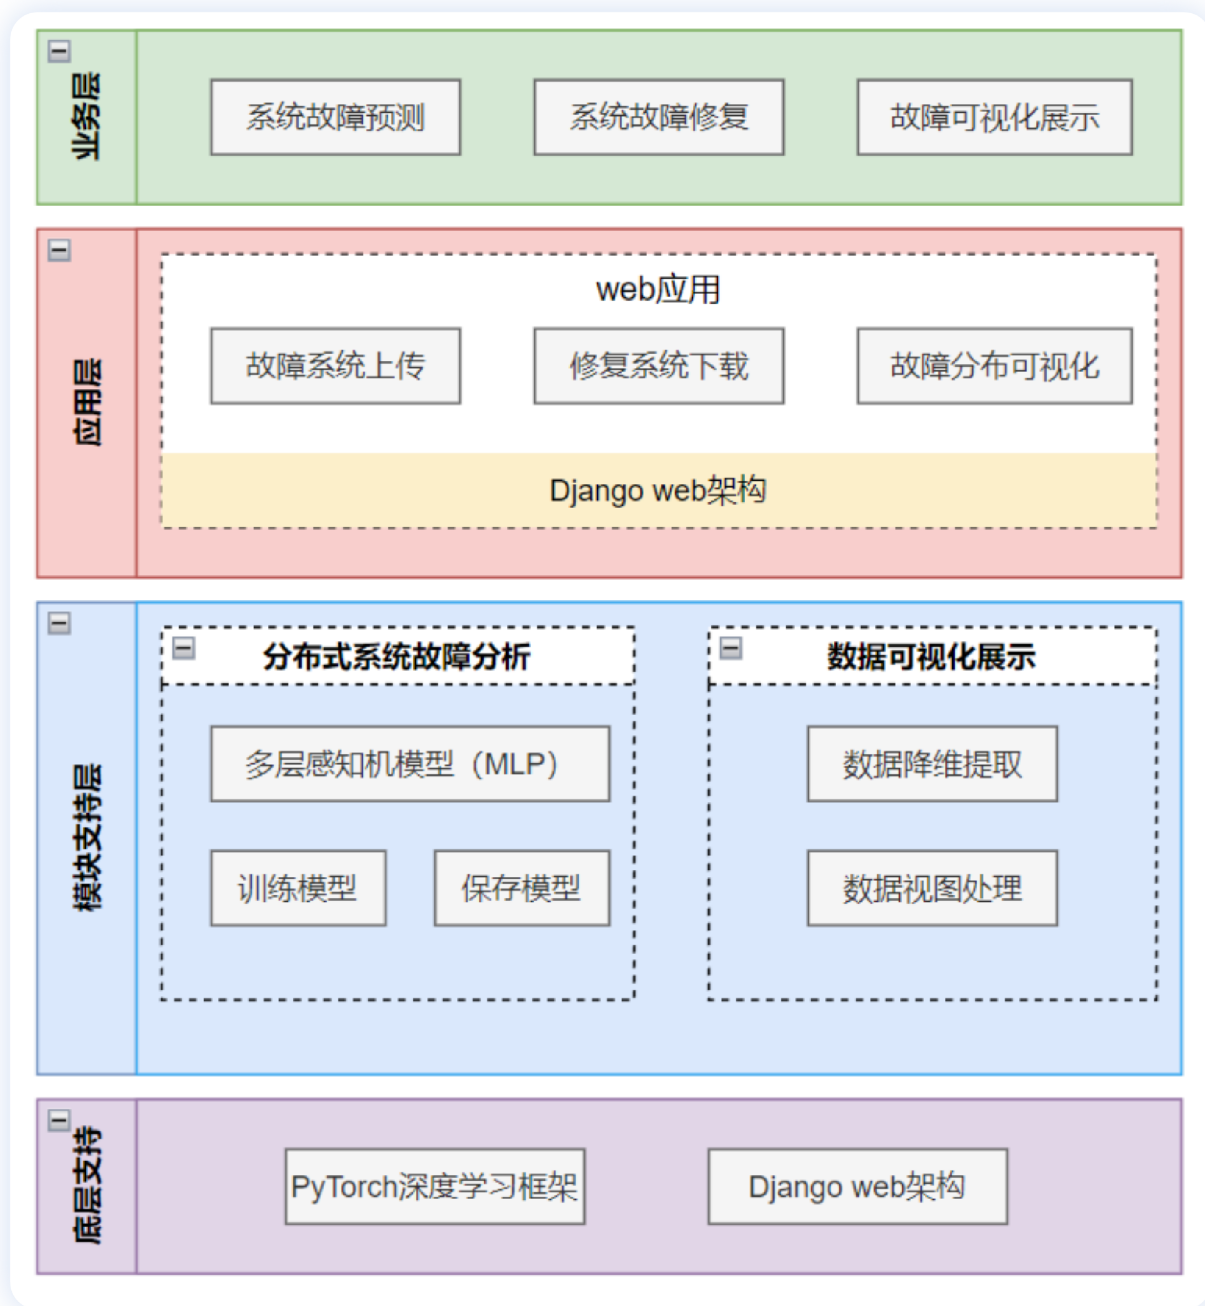 业务层
系统故障预测
系统故障修复
故障可视化展示
应用层
web应用
故障系统上传
修复系统下载
故障分布可视化
Django web架构
模块支持层
分布式系统故障分析
多层感知机模型（MLP）
训练模型
保存模型
数据可视化展示
数据降维提取
数据视图处理
底层支持
PyTorch深度学习框架
Django web架构